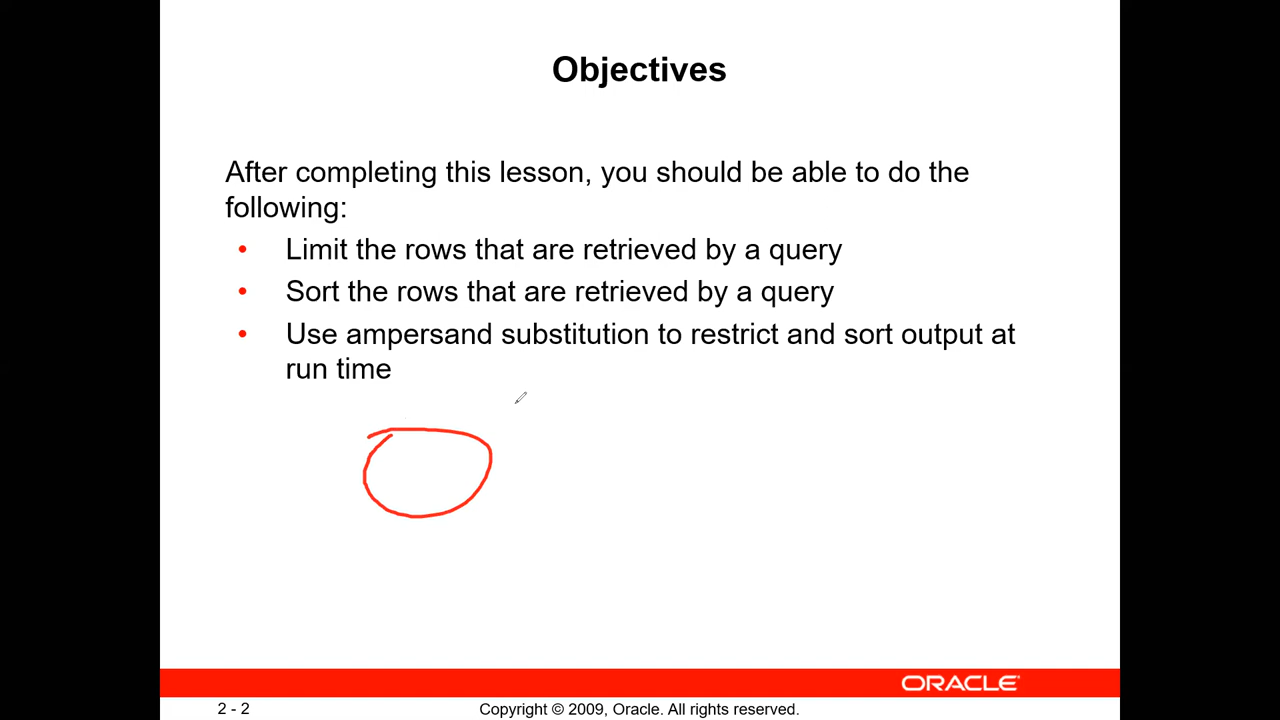 Objectives
After completing this lesson, you should be able to do the
following:
• Limit the rows that are retrieved by a query
• Sort the rows that are retrieved by a query
• Use ampersand substitution to restrict and sort output at
run time
ORACLE
2 - 2
Copyright © 2009, Oracle. All rights reserved.